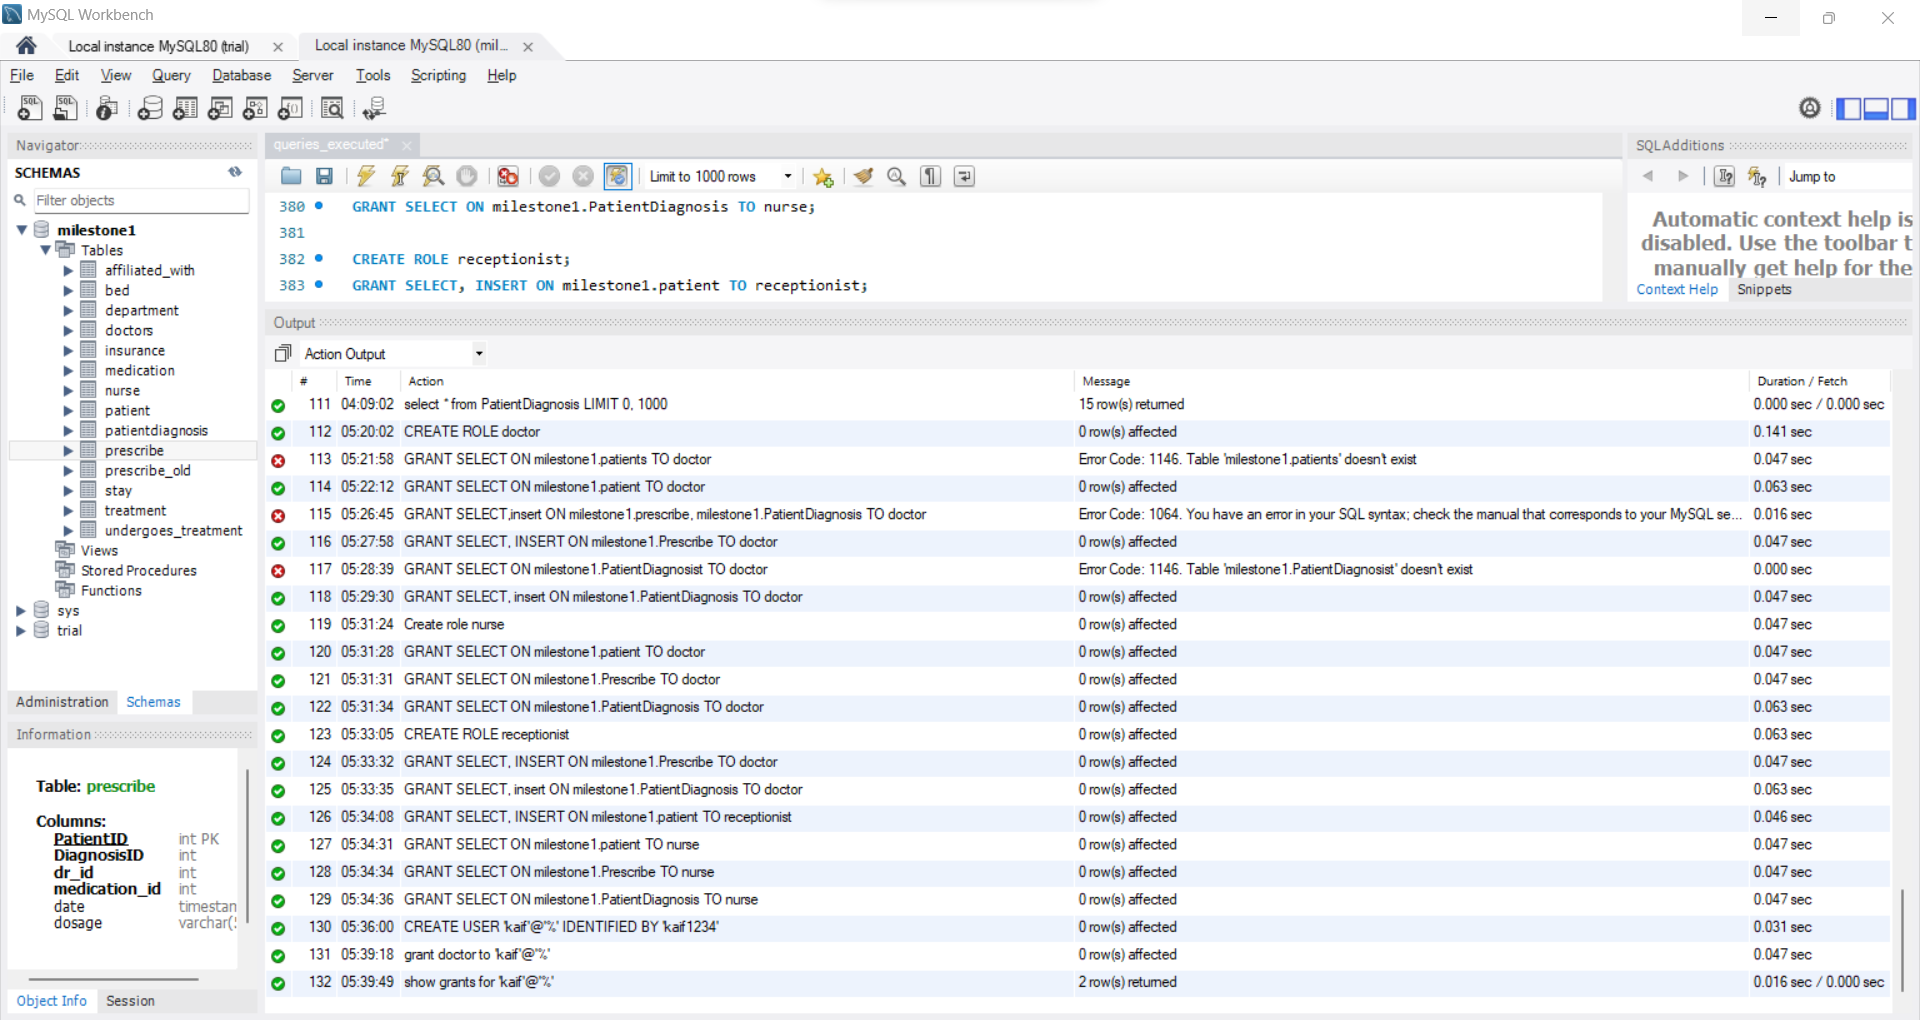 MySQL Workbench
Local instance MySQL80 (trial)
Local instance MySQL80 (mil...
File Edit View Query Database Server Tools Scripting Help
Navigator
SCHEMAS
Filter objects
milestone1
Tables
affiliated_with
bed
department
doctors
insurance
medication
nurse
patient
patientdiagnosis
prescribe
prescribe_old
stay
treatment
undergoes_treatment
Views
Stored Procedures
Functions
sys
trial
Administration Schemas
Information
Table: prescribe
Columns:
PatientID int PK
DiagnosisID int
dr_id int
medication_id int
date timestan
dosage varchar(
Object Info Session
queries_executed*
Limit to 1000 rows
380 GRANT SELECT ON milestone1.PatientDiagnosis TO nurse;
381
382 CREATE ROLE receptionist;
383 GRANT SELECT, INSERT ON milestone1.patient TO receptionist;
SQLAdditions
Jump to
Automatic context help is
disabled. Use the toolbar t
manually get help for the
Context Help Snippets
Output
Action Output
# Time Action Message Duration / Fetch
111 04:09:02 select * from PatientDiagnosis LIMIT 0, 1000 15 row(s) returned 0.000 sec / 0.000 sec
112 05:20:02 CREATE ROLE doctor 0 row(s) affected 0.141 sec
113 05:21:58 GRANT SELECT ON milestone1.patients TO doctor Error Code: 1146. Table 'milestone1.patients' doesn't exist 0.047 sec
114 05:22:12 GRANT SELECT ON milestone1.patient TO doctor 0 row(s) affected 0.063 sec
115 05:26:45 GRANT SELECT,insert ON milestone1.prescribe, milestone1.PatientDiagnosis TO doctor Error Code: 1064. You have an error in your SQL syntax; check the manual that corresponds to your MySQL se... 0.016 sec
116 05:27:58 GRANT SELECT, INSERT ON milestone1.Prescribe TO doctor 0 row(s) affected 0.047 sec
117 05:28:39 GRANT SELECT ON milestone1.PatientDiagnosist TO doctor Error Code: 1146. Table 'milestone1.PatientDiagnosist' doesn't exist 0.000 sec
118 05:29:30 GRANT SELECT, insert ON milestone1.PatientDiagnosis TO doctor 0 row(s) affected 0.047 sec
119 05:31:24 Create role nurse 0 row(s) affected 0.047 sec
120 05:31:28 GRANT SELECT ON milestone1.patient TO doctor 0 row(s) affected 0.047 sec
121 05:31:31 GRANT SELECT ON milestone1.Prescribe TO doctor 0 row(s) affected 0.047 sec
122 05:31:34 GRANT SELECT ON milestone1.PatientDiagnosis TO doctor 0 row(s) affected 0.063 sec
123 05:33:05 CREATE ROLE receptionist 0 row(s) affected 0.063 sec
124 05:33:32 GRANT SELECT, INSERT ON milestone1.Prescribe TO doctor 0 row(s) affected 0.047 sec
125 05:33:35 GRANT SELECT, insert ON milestone1.PatientDiagnosis TO doctor 0 row(s) affected 0.063 sec
126 05:34:08 GRANT SELECT, INSERT ON milestone1.patient TO receptionist 0 row(s) affected 0.046 sec
127 05:34:31 GRANT SELECT ON milestone1.patient TO nurse 0 row(s) affected 0.047 sec
128 05:34:34 GRANT SELECT ON milestone1.Prescribe TO nurse 0 row(s) affected 0.047 sec
129 05:34:36 GRANT SELECT ON milestone1.PatientDiagnosis TO nurse 0 row(s) affected 0.047 sec
130 05:36:00 CREATE USER 'kaif'@'%' IDENTIFIED BY 'kaif1234' 0 row(s) affected 0.031 sec
131 05:39:18 grant doctor to 'kaif'@'%' 0 row(s) affected 0.047 sec
132 05:39:49 show grants for 'kaif'@'%' 2 row(s) returned 0.016 sec / 0.000 sec